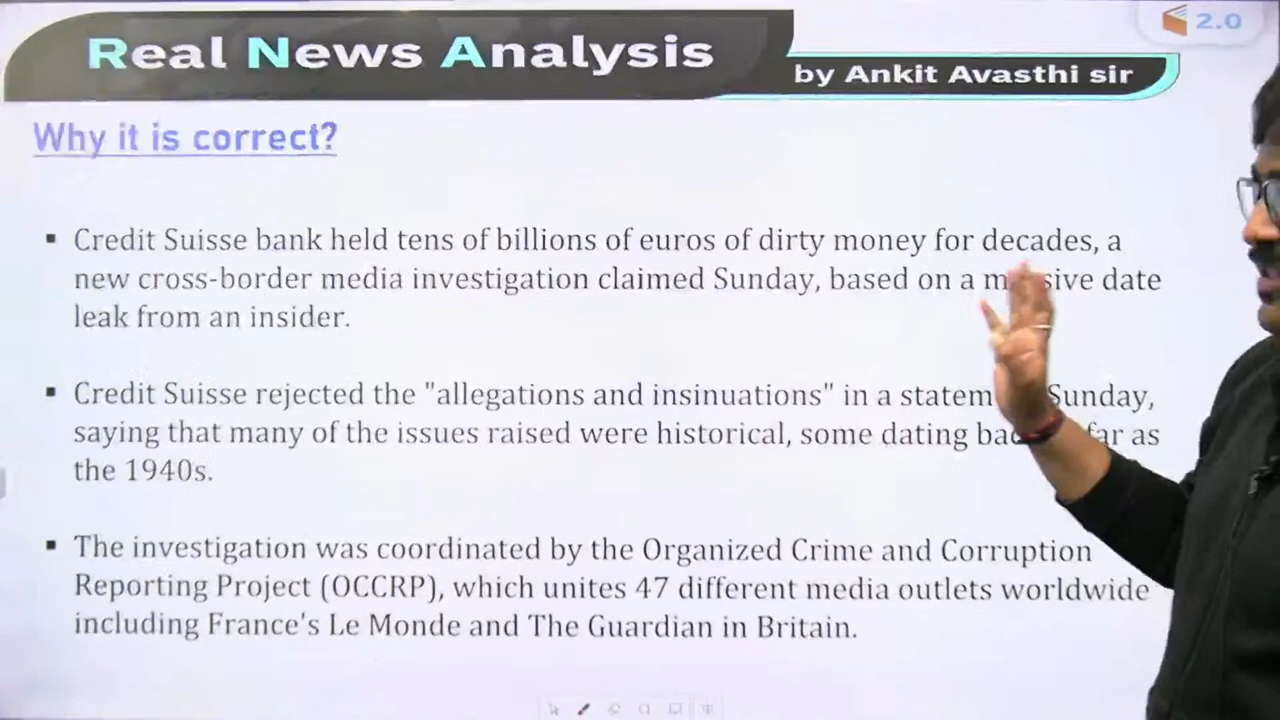 Real News Analysis
by Ankit Avasthi sir
2.0
Why it is correct?
▪ Credit Suisse bank held tens of billions of euros of dirty money for decades, a
new cross-border media investigation claimed Sunday, based on a date
leak from an insider.
▪ Credit Suisse rejected the "allegations and insinuations" in a Sunday,
saying that many of the issues raised were historical, some dating far as
the 1940s.
▪ The investigation was coordinated by the Organized Crime and Corruption
Reporting Project (OCCRP), which unites 47 different media outlets worldwide
including France's Le Monde and The Guardian in Britain.